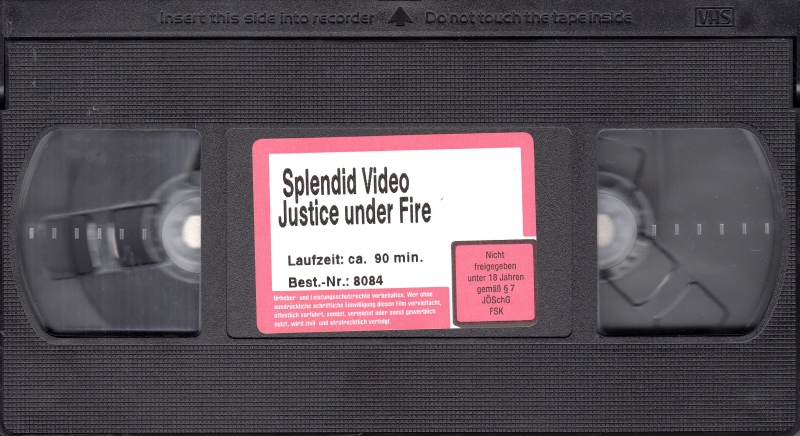 Insert this side into recorder Do not touch the tape inside VHS
Splendid Video
Justice under Fire
Laufzeit: ca. 90 min.
Best.-Nr.: 8084
Urheber- und Leistungsschutzrechte vorbehalten. Wer ohne
ausdrückliche schriftliche Einwilligung diesen Film vervielfacht,
öffentlich vorführt, sendet, vermietet oder sonst gewerblich
nutzt, wird zivil- und strafrechtlich verfolgt.
Nicht
freigegeben
unter 18 Jahren
gemäß § 7
JÖSchG
FSK